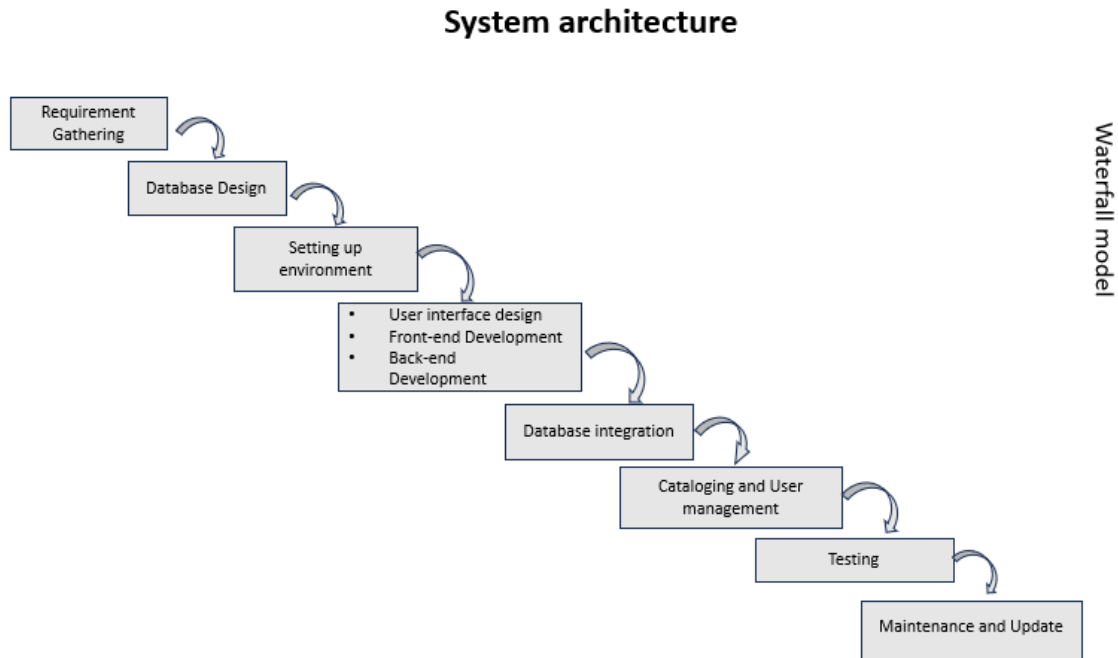 System architecture
Requirement
Gathering
Waterfall model
Database Design
Setting up
environment
• User interface design
• Front-end Development
• Back-end
Development
Database integration
Cataloging and User
management
Testing
Maintenance and Update